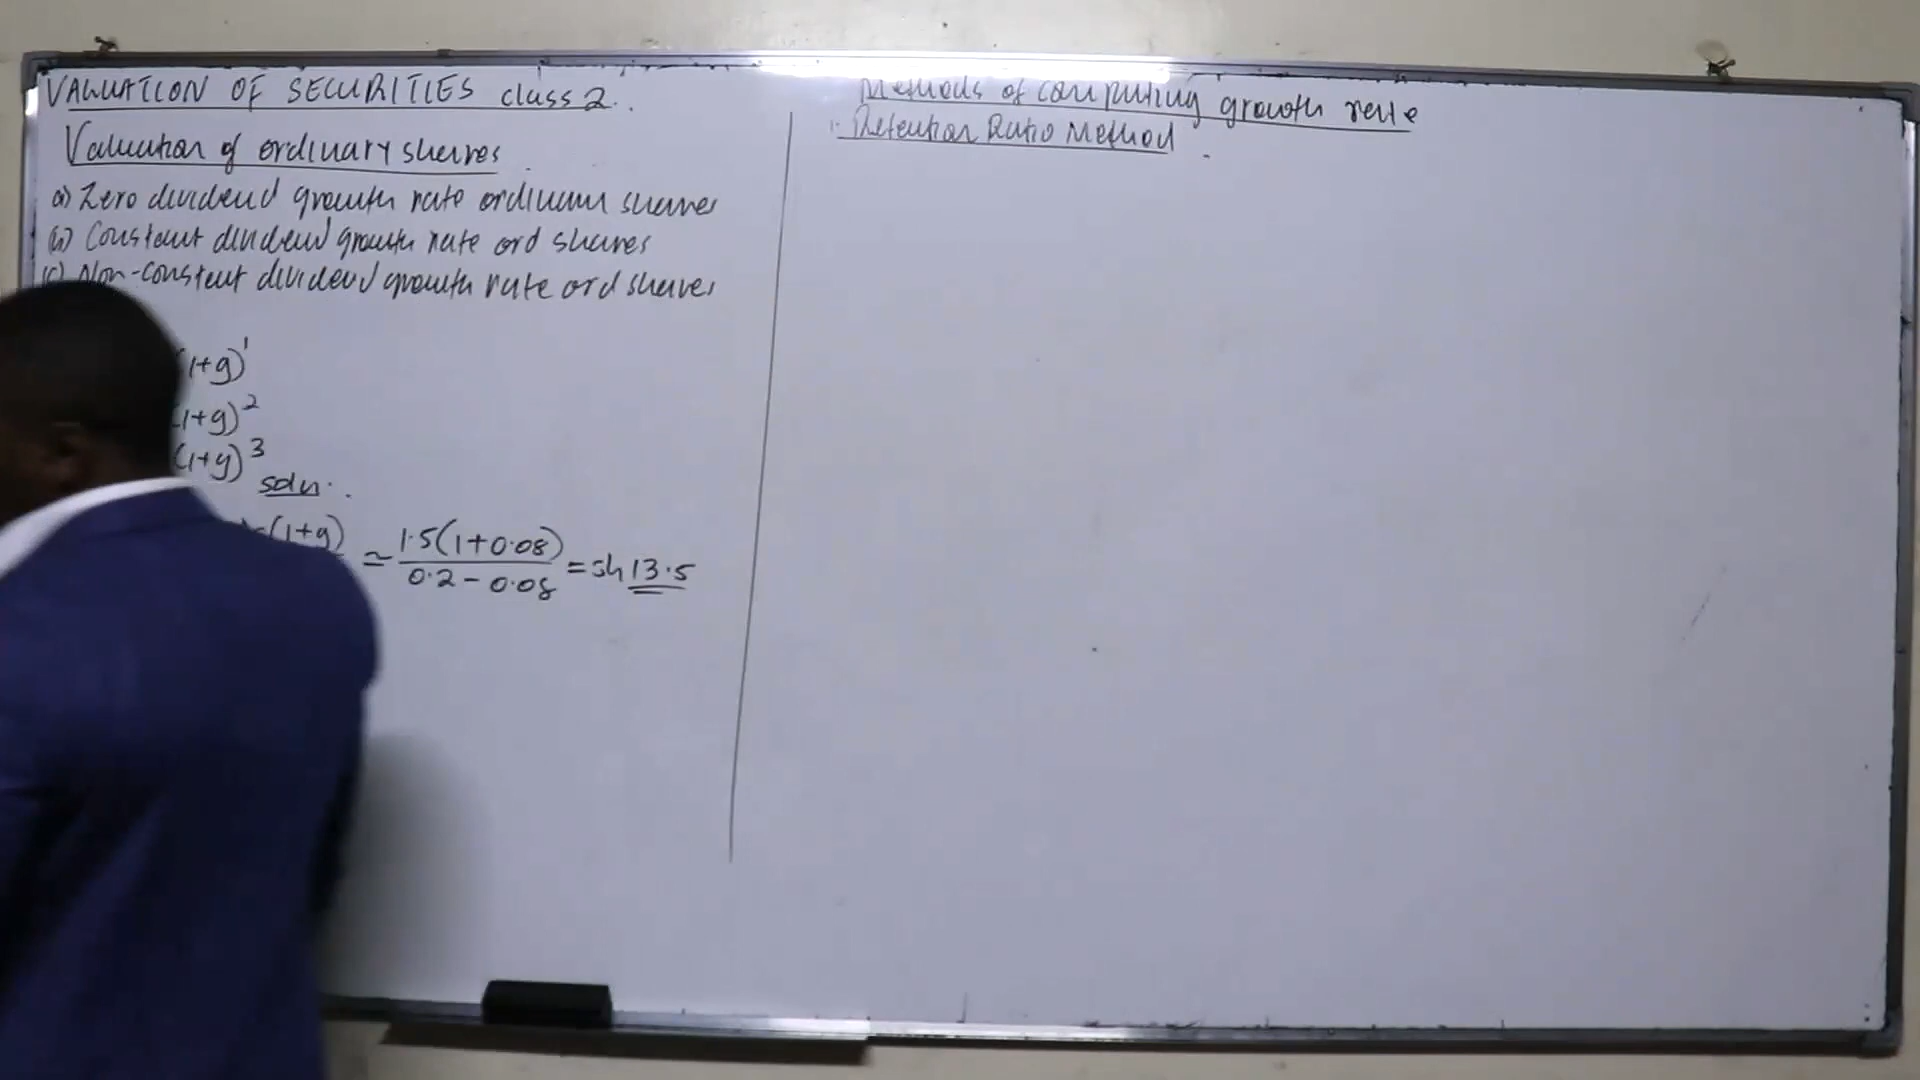 VALUATION OF SECURITIES class 2.
Valuation of ordinary shares
a) Zero dividend growth rate ordinary shares
(b) Constant dividend growth rate ord shares
(c) Non-constant dividend growth rate ord shares
(1+g)^1
(1+g)^2
(1+g)^3
soln.
(1+g) = 1.5(1+0.08) / 0.2 - 0.08 = sh 13.5
Methods of computing growth rate
1. Retention Ratio Method